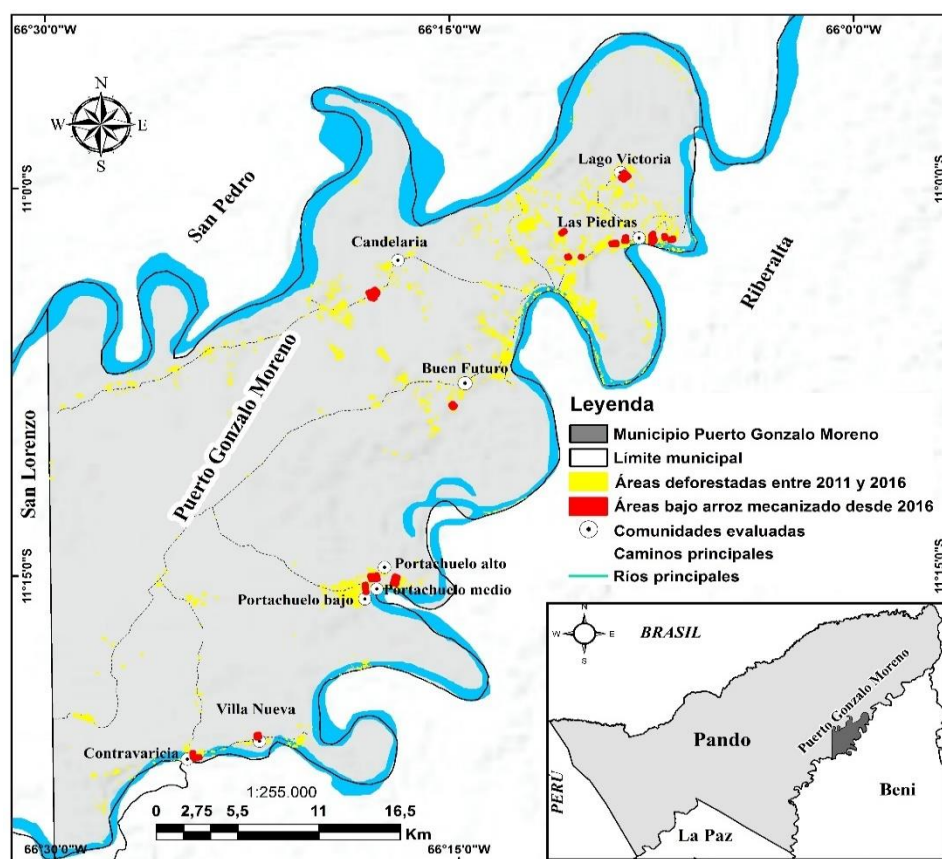 66°30'0"W
66°15'0"W
66°0'0"W
N
W
E
S
San Pedro
Lago Victoria
11°0'0"S
11°0'0"S
Las Piedras
Candelaria
Riberalta
Buen Futuro
Puerto Gonzalo Moreno
San Lorenzo
Leyenda
Municipio Puerto Gonzalo Moreno
Límite municipal
Áreas deforestadas entre 2011 y 2016
Áreas bajo arroz mecanizado desde 2016
Comunidades evaluadas
Caminos principales
Ríos principales
11°15'0"S
11°15'0"S
Portachuelo alto
Portachuelo medio
Portachuelo bajo
Villa Nueva
Contravaricia
1:255.000
0 2,75 5,5 11 16,5
Km
66°30'0"W
66°15'0"W
N
W
E
S
BRASIL
Puerto Gonzalo Moreno
Pando
PERÚ
Beni
La Paz